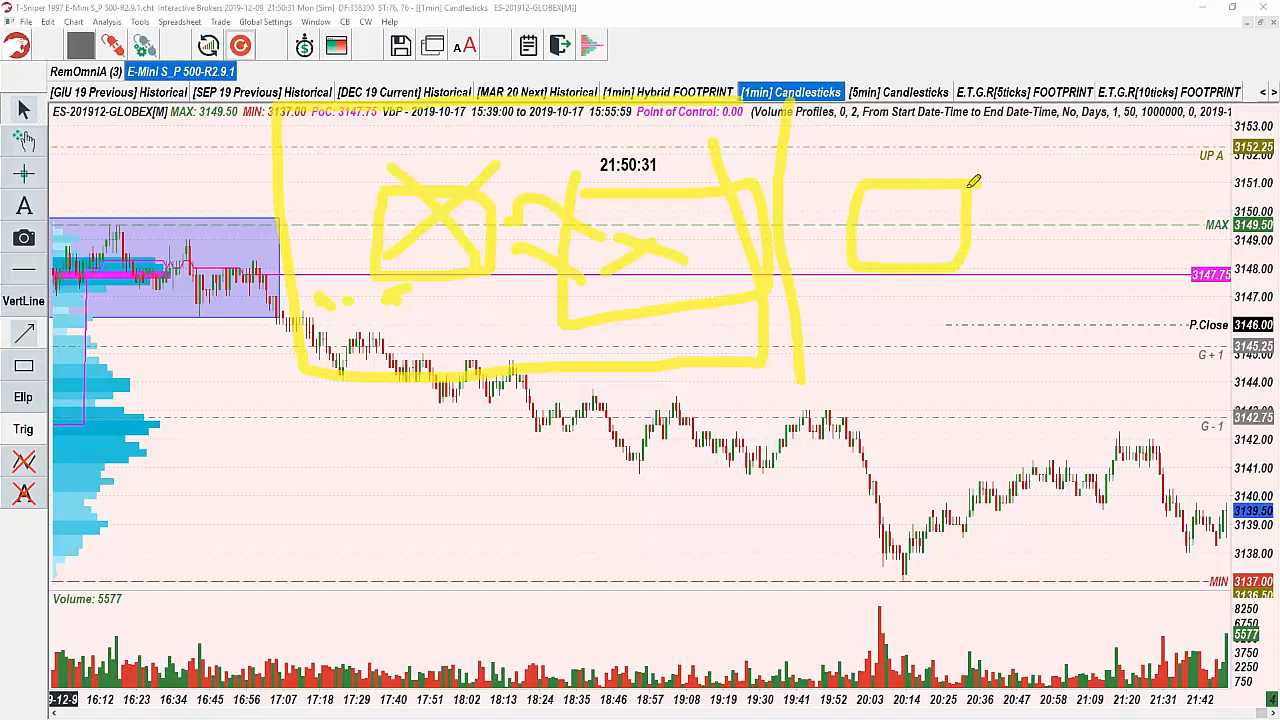 T-Sniper 1997 E-Mini S_P 500-R2.9.1.cht Interactive Brokers 2019-12-09 21:50:31 Mon [Sim] DF:358300 ST:76, 76 - [[1min] Candlesticks ES-201912-GLOBEX[M]]
File Edit Chart Analysis Tools Spreadsheet Trade Global Settings Window CB CW Help
AA
RemOmniA (3) E-Mini S_P 500-R2.9.1
[GIU 19 Previous] Historical [SEP 19 Previous] Historical [DEC 19 Current] Historical [MAR 20 Next] Historical [1min] Hybrid FOOTPRINT [1min] Candlesticks [5min] Candlesticks E.T.G.R[5ticks] FOOTPRINT E.T.G.R[10ticks] FOOTPRINT < >
ES-201912-GLOBEX[M] MAX: 3149.50 MIN: 3137.00 PoC: 3147.75 VbP - 2019-10-17 15:39:00 to 2019-10-17 15:55:59 Point of Control: 0.00 (Volume Profiles, 0, 2, From Start Date-Time to End Date-Time, No, Days, 1, 50, 1000000, 0, 2019-1
3153.00
3152.25
UP A 3152.00
21:50:31
3151.00
A
3150.00
MAX 3149.50
3149.00
3148.00
3147.75
VertLine 3147.00
P.Close 3146.00
3145.25
G + 1 3145.00
3144.00
Ellp
3142.75
Trig G - 1
3142.00
3141.00
A
3140.00
3139.50
3139.00
3138.00
MIN 3137.00
3136.50
Volume: 5577
8250
6750
5577
3750
2250
750
9-12-9 16:12 16:23 16:34 16:45 16:56 17:07 17:18 17:29 17:40 17:51 18:02 18:13 18:24 18:35 18:46 18:57 19:08 19:19 19:30 19:41 19:52 20:03 20:14 20:25 20:36 20:47 20:58 21:09 21:20 21:31 21:42 4